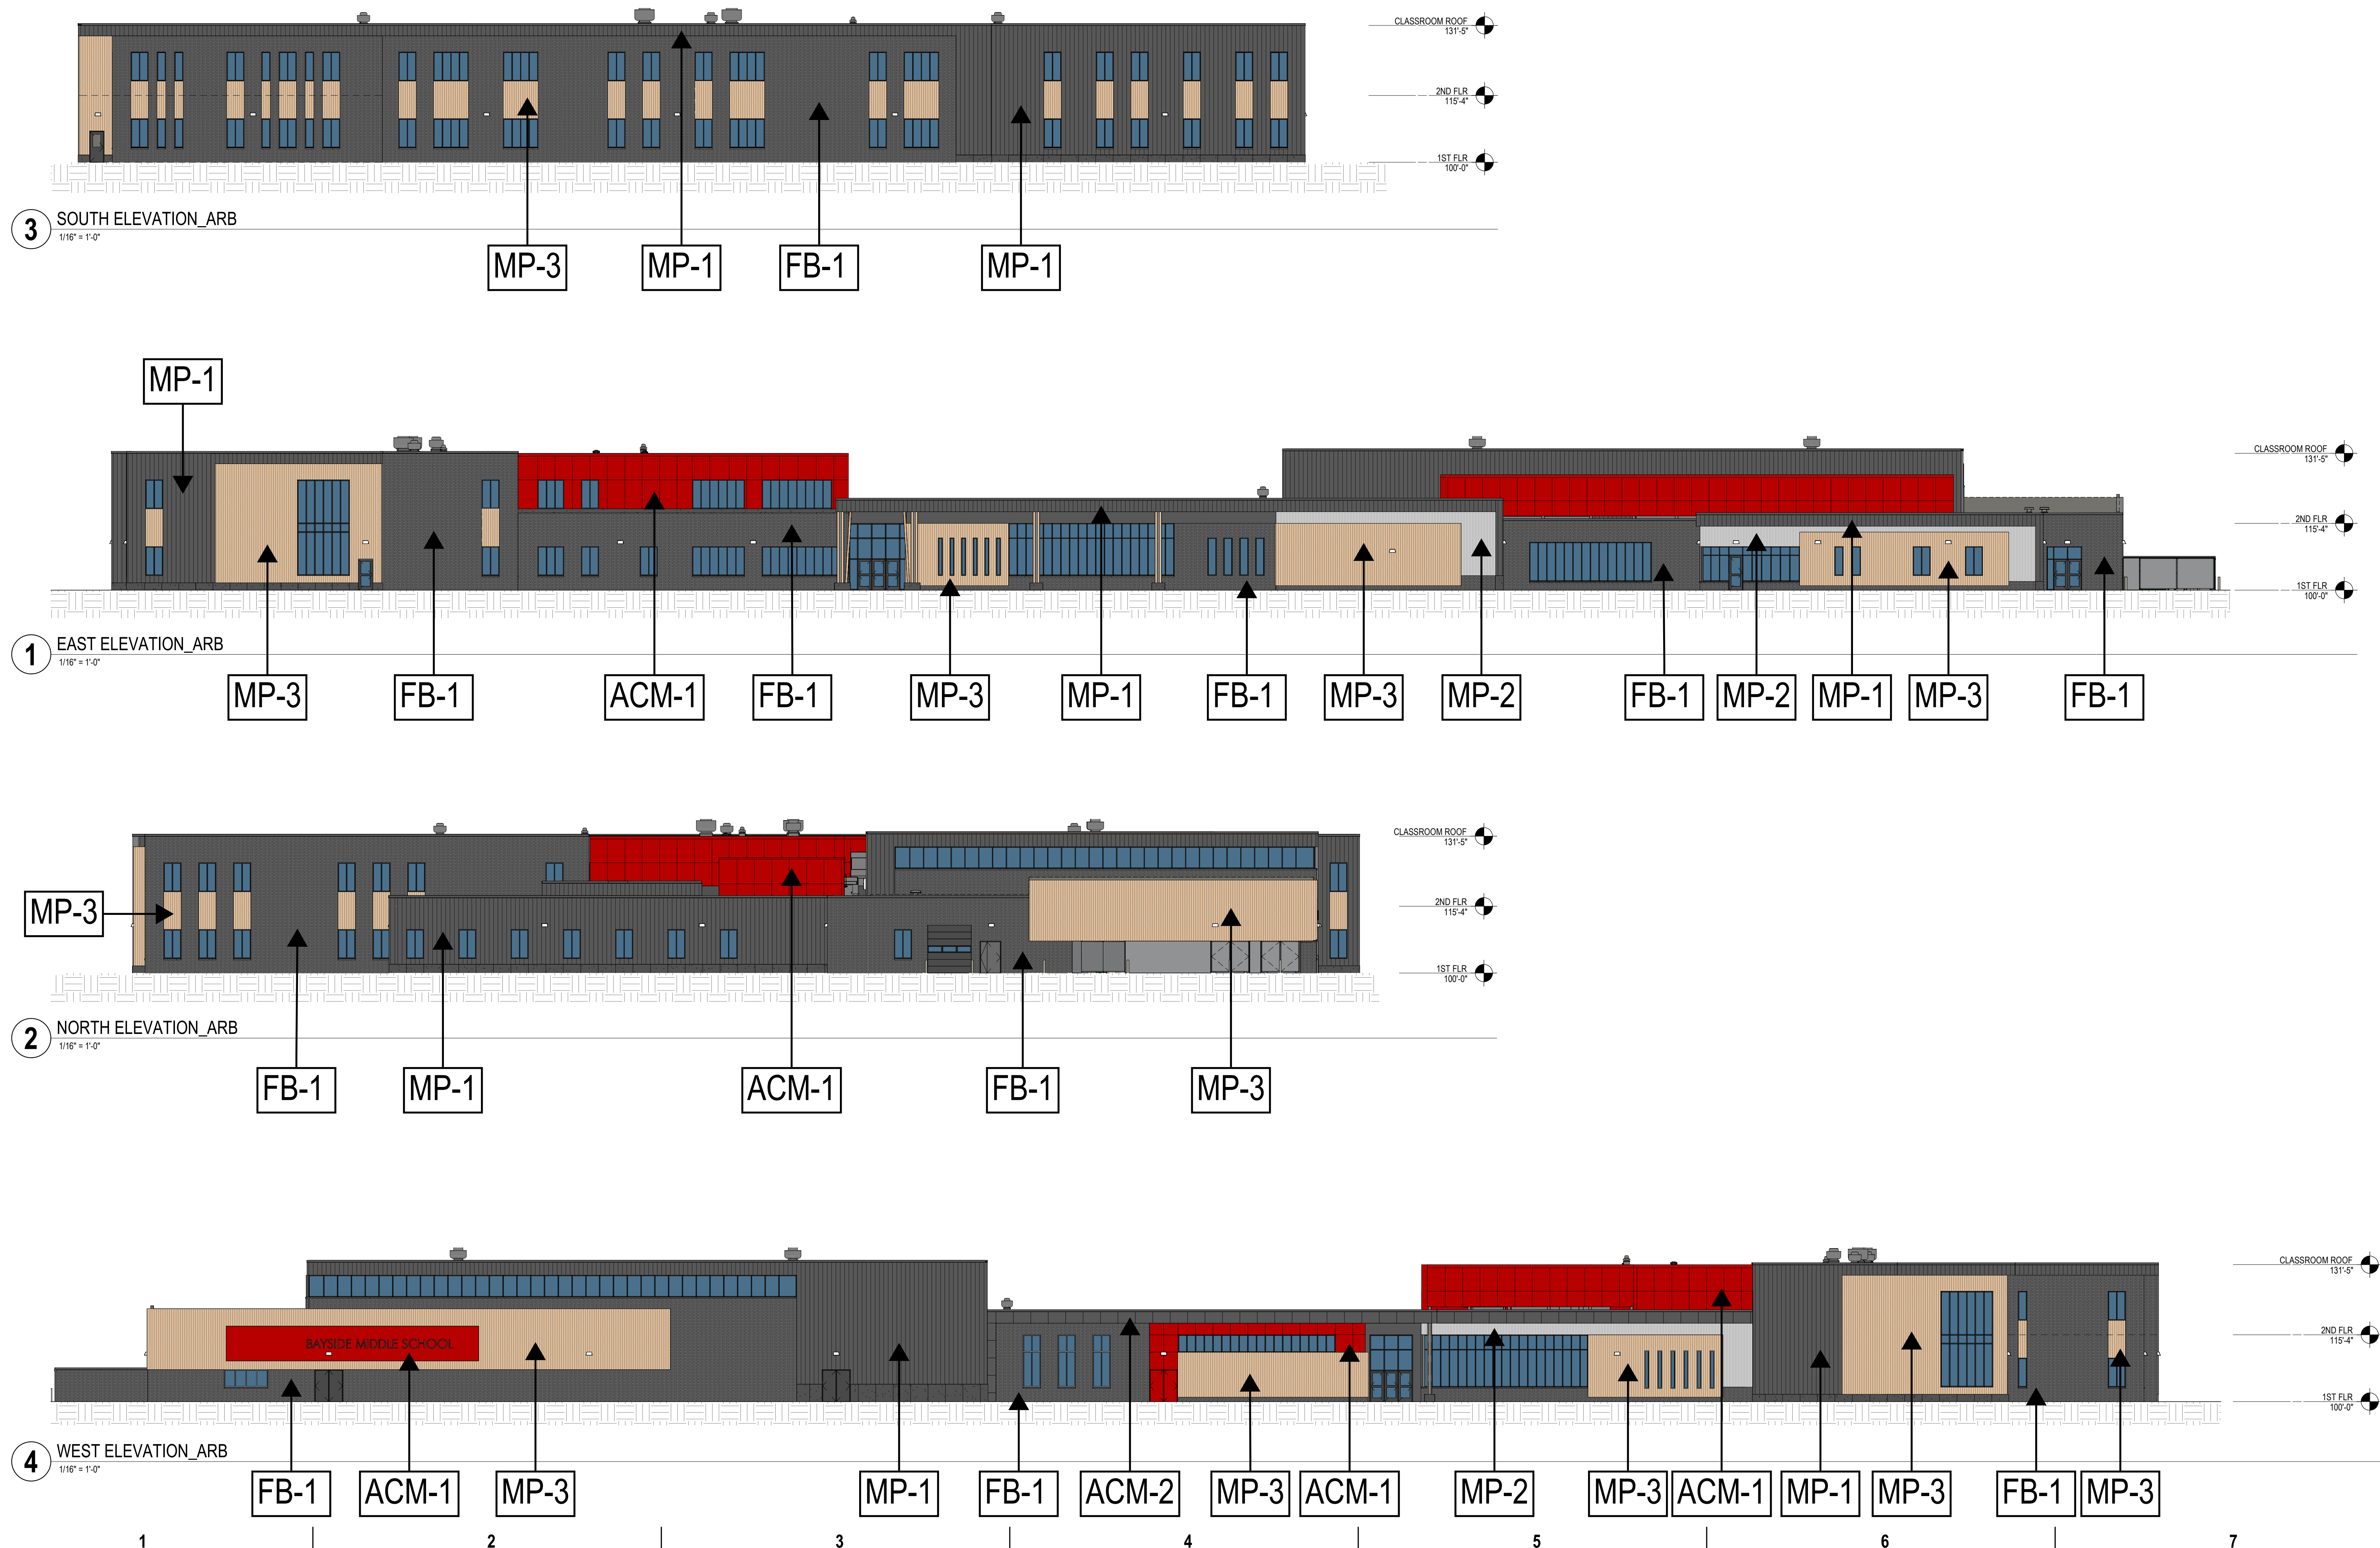 CLASSROOM ROOF
131'-5"
2ND FLR
115'-4"
1ST FLR
100'-0"
3
SOUTH ELEVATION_ARB
1/16" = 1'-0"
MP-3
MP-1
FB-1
MP-1
MP-1
CLASSROOM ROOF
131'-5"
2ND FLR
115'-4"
1ST FLR
100'-0"
1
EAST ELEVATION_ARB
1/16" = 1'-0"
MP-3
FB-1
ACM-1
FB-1
MP-3
MP-1
FB-1
MP-3
MP-2
FB-1
MP-2
MP-1
MP-3
FB-1
CLASSROOM ROOF
131'-5"
MP-3
2ND FLR
115'-4"
1ST FLR
100'-0"
2
NORTH ELEVATION_ARB
1/16" = 1'-0"
FB-1
MP-1
ACM-1
FB-1
MP-3
CLASSROOM ROOF
131'-5"
BAYSIDE MIDDLE SCHOOL
2ND FLR
115'-4"
1ST FLR
100'-0"
4
WEST ELEVATION_ARB
1/16" = 1'-0"
FB-1
ACM-1
MP-3
MP-1
FB-1
ACM-2
MP-3
ACM-1
MP-2
MP-3
ACM-1
MP-1
MP-3
FB-1
MP-3
1
2
3
4
5
6
7